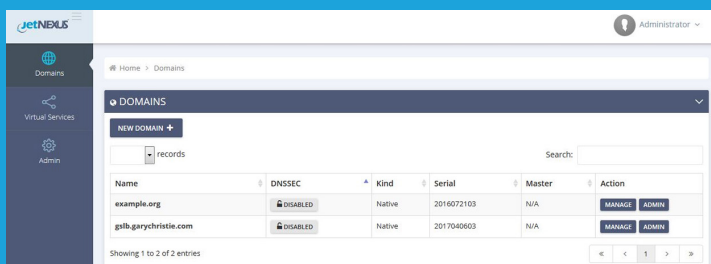 jetNEXUS
Administrator
Domains
Home > Domains
DOMAINS
Virtual Services
NEW DOMAIN +
records
Search:
Admin
Name DNSSEC Kind Serial Master Action
example.org DISABLED Native 2016072103 N/A MANAGE ADMIN
gslb.garychristie.com DISABLED Native 2017040603 N/A MANAGE ADMIN
Showing 1 to 2 of 2 entries
« < 1 > »